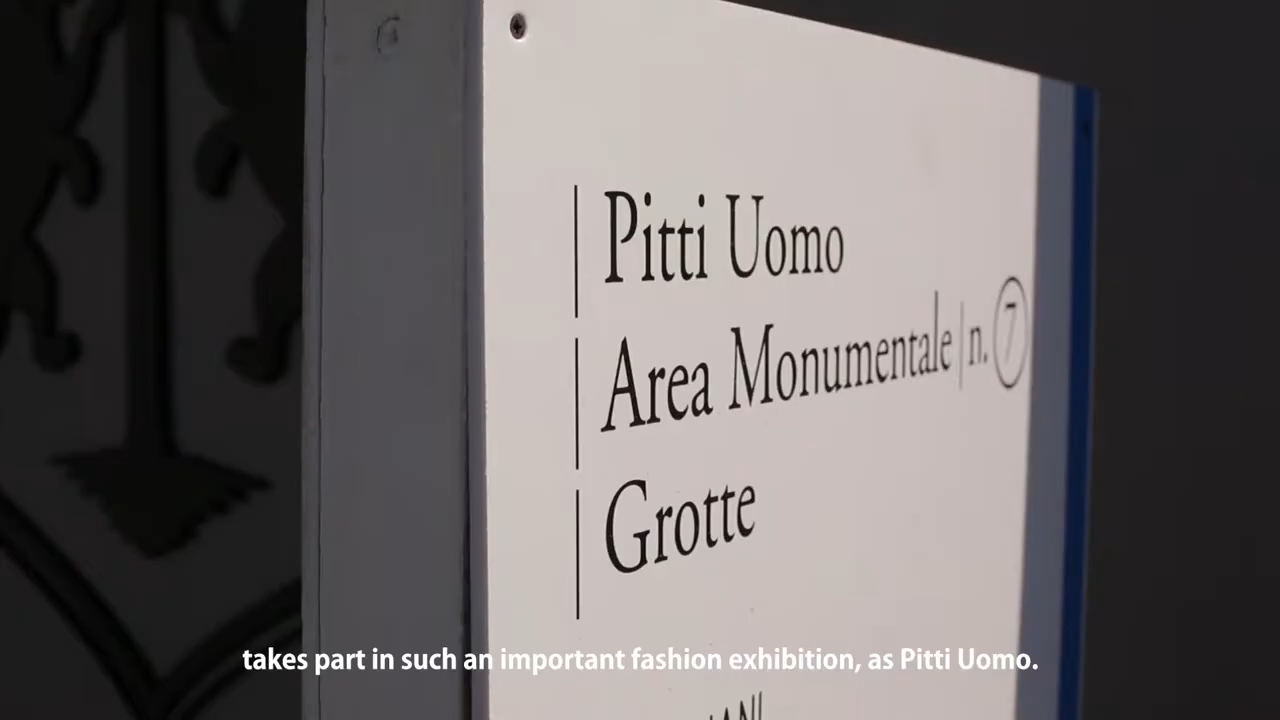 Pitti Uomo
Area Monumentale | n. 7
Grotte
takes part in such an important fashion exhibition, as Pitti Uomo.